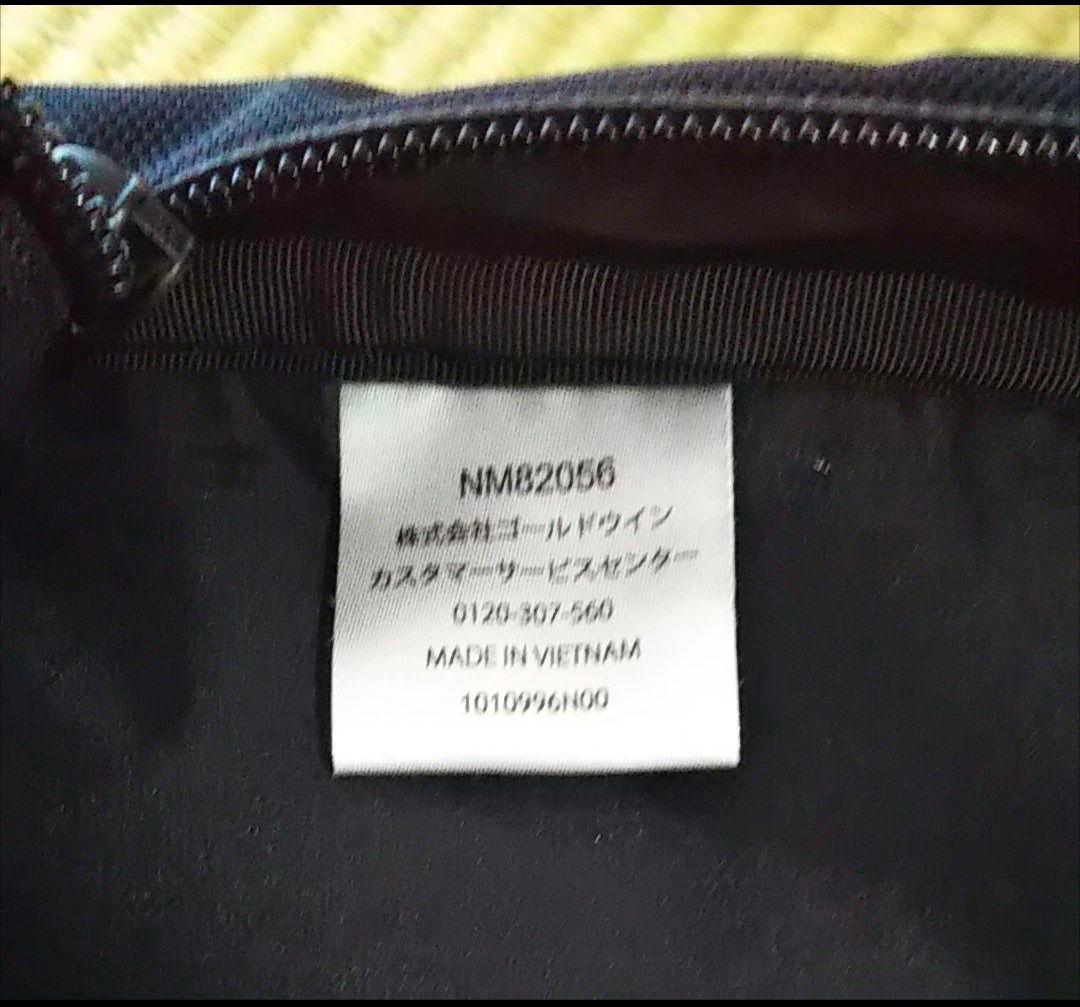 NM82056
株式会社ゴールドウイン
カスタマーサービスセンター
0120-307-560
MADE IN VIETNAM
1010996N00